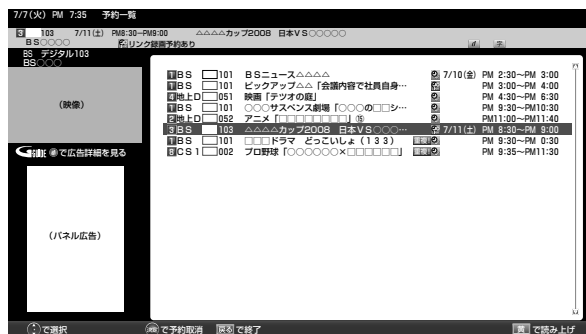 7/7(火) PM 7:35 予約一覧
3 103 7/11(土) PM8:30~PM9:00 △△△△カップ2008 日本VS○○○○○
BS○○○○ リンク録画予約あり
BS デジタル103
BS○○○
(映像)
Gガイド で広告詳細を見る
(パネル広告)
1BS 101 BSニュース△△△△ 7/10(金) PM 2:30~PM 3:00
1BS 101 ピックアップ△△「会議内容で社員自身… PM 3:00~PM 4:00
4地上D 051 映画「テツオの庭」 PM 4:00~PM 6:30
1BS 101 ○○○サスペンス劇場「○○○の□□シ… PM 9:30~PM10:30
2地上D 052 アニメ「□□□□□□□□」⑮ PM11:00~PM11:40
3BS 103 △△△△カップ2008 日本VS○○○… 7/11(土) PM 8:30~PM 9:00
1BS 101 □□□ドラマ どっこいしょ(133) PM 9:30~PM 0:30
8CS1 002 プロ野球「○○○○○○×□□□□□□」 PM 9:35~PM11:30
で選択 で予約取消 戻る で終了 黄 で読み上げ